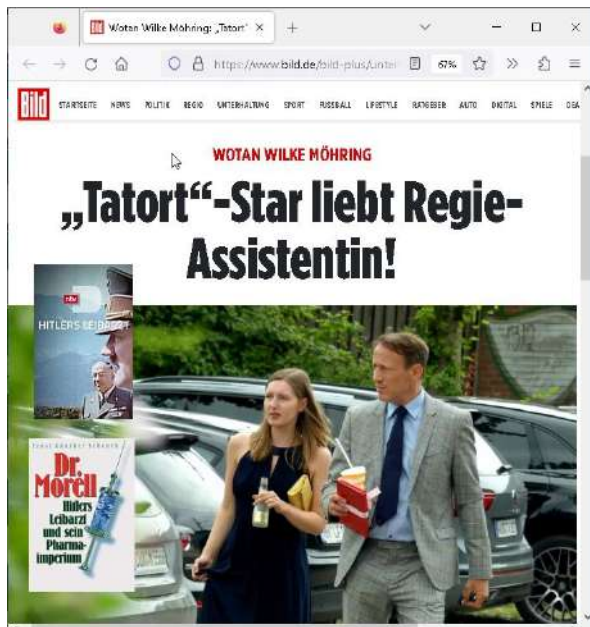 Wotan Wilke Möhring: „Tatort“
https://www.bild.de/bild-plus/unter
67%
Bild
STARTSEITE NEWS POLITIK REGIO UNTERHALTUNG SPORT FUSSBALL LIFESTYLE RATGEBER AUTO DIGITAL SPIELE
WOTAN WILKE MÖHRING
„Tatort“-Star liebt Regie-
Assistentin!
ntv
HITLERS LEIBARZT
Dr.
Morell
Hitlers
Leibarzt
und sein
Pharma-
imperium